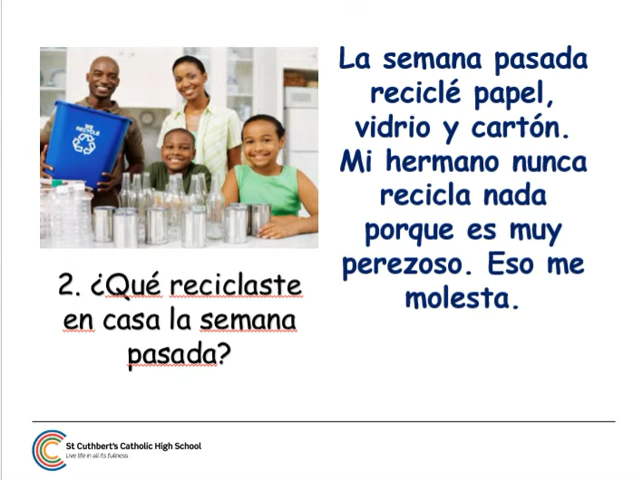 La semana pasada
reciclé papel,
vidrio y cartón.
Mi hermano nunca
recicla nada
porque es muy
perezoso. Eso me
molesta.
WE
RECYCLE
2. ¿Qué reciclaste
en casa la semana
pasada?
St Cuthbert's Catholic High School
Live life in all its fullness